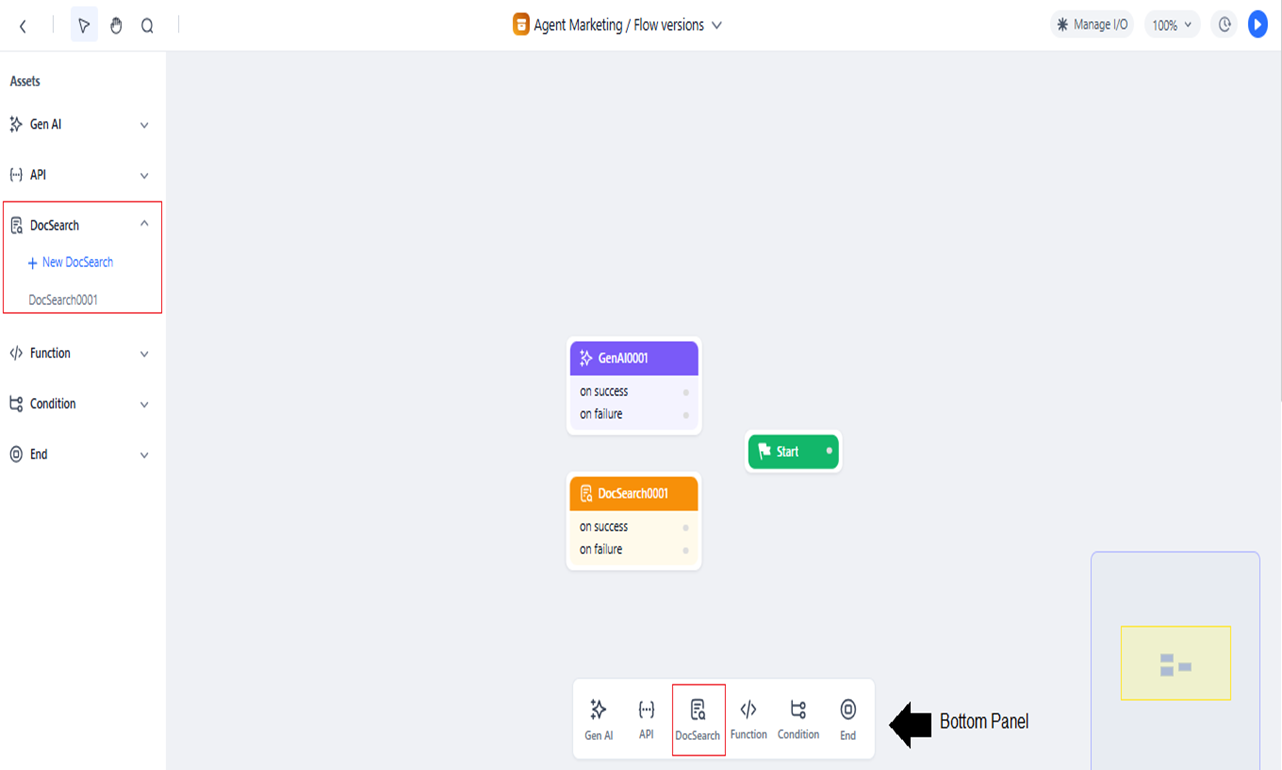 Agent Marketing / Flow versions
Manage I/O
100%
Assets
Gen AI
API
DocSearch
+ New DocSearch
DocSearch0001
Function
Condition
End
GenAI0001
on success
on failure
Start
DocSearch0001
on success
on failure
Gen AI
API
DocSearch
Function
Condition
End
Bottom Panel